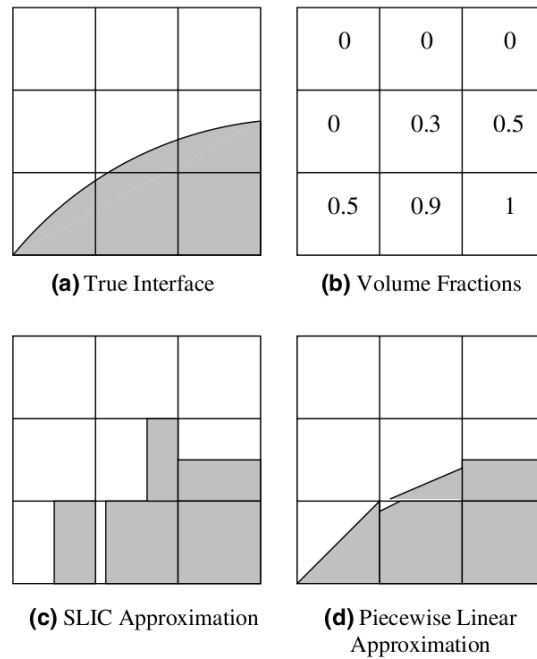 0 0 0
0 0.3 0.5
0.5 0.9 1
(a) True Interface
(b) Volume Fractions
(c) SLIC Approximation
(d) Piecewise Linear
Approximation